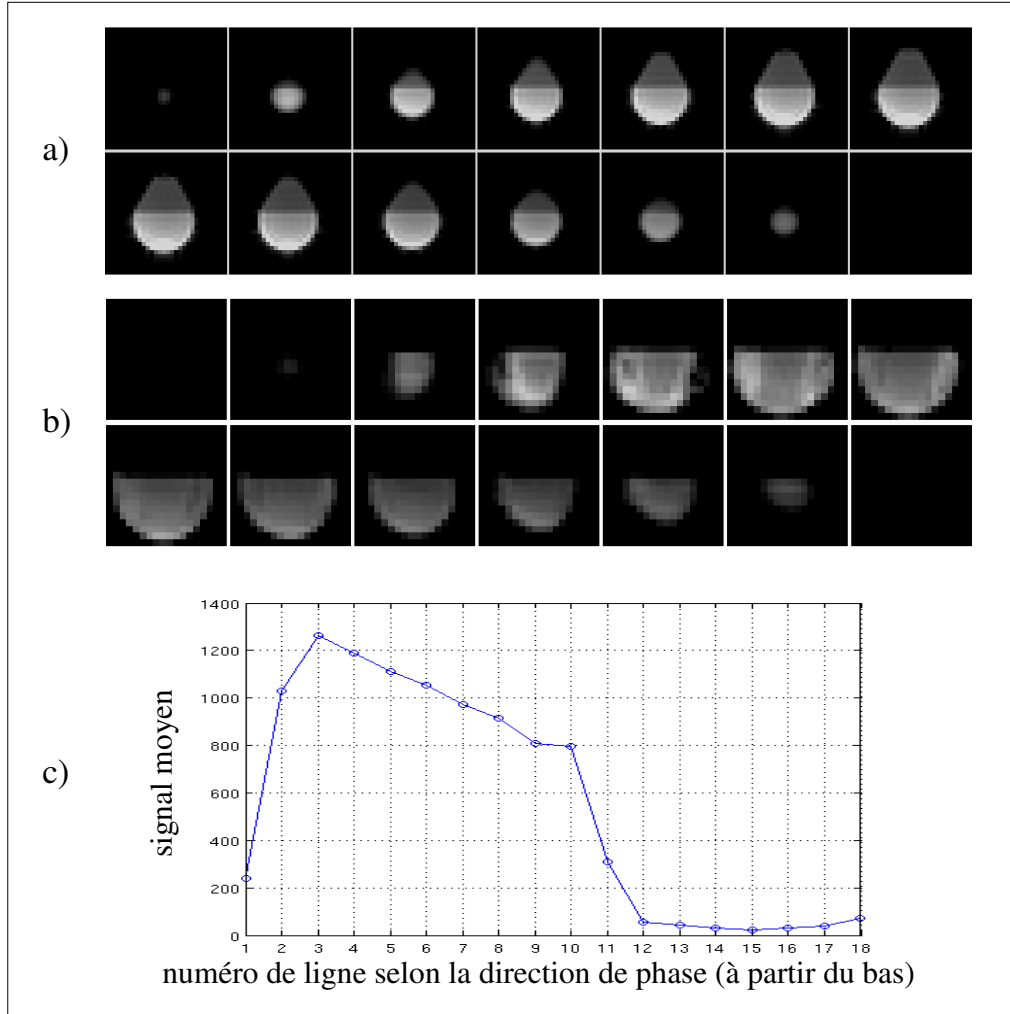 a)
b)
c)
signal moyen
1400
1200
1000
800
600
400
200
0
1 2 3 4 5 6 7 8 9 10 11 12 13 14 15 16 17 18
numéro de ligne selon la direction de phase (à partir du bas)